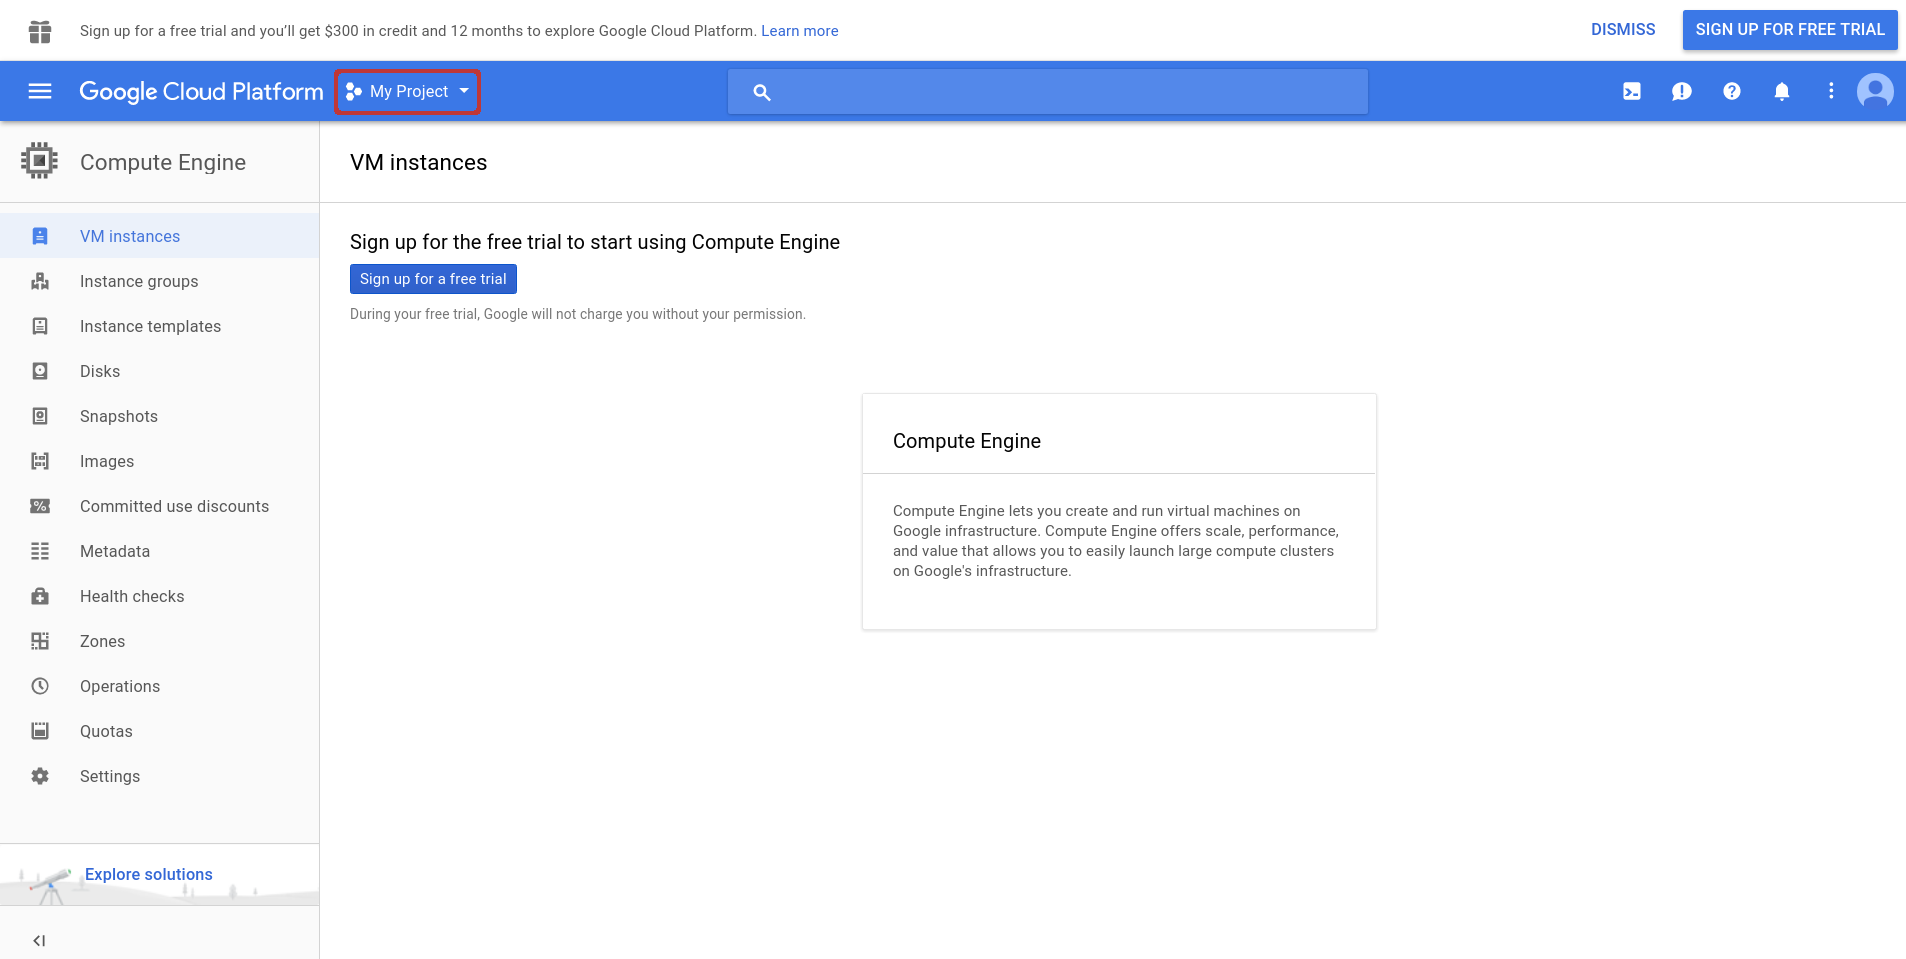 Sign up for a free trial and you’ll get $300 in credit and 12 months to explore Google Cloud Platform. Learn more
DISMISS
SIGN UP FOR FREE TRIAL
Google Cloud Platform
My Project
Compute Engine
VM instances
Instance groups
Instance templates
Disks
Snapshots
Images
Committed use discounts
Metadata
Health checks
Zones
Operations
Quotas
Settings
Explore solutions
VM instances
Sign up for the free trial to start using Compute Engine
Sign up for a free trial
During your free trial, Google will not charge you without your permission.
Compute Engine
Compute Engine lets you create and run virtual machines on
Google infrastructure. Compute Engine offers scale, performance,
and value that allows you to easily launch large compute clusters
on Google's infrastructure.